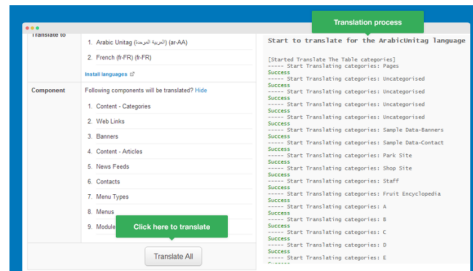 Translation process
Translate to
1. Arabic Unitag (ar-AA)
2. French (fr-FR) (fr-FR)
Install languages
Component
Following components will be translated? Hide
1. Content - Categories
2. Web Links
3. Banners
4. Content - Articles
5. News Feeds
6. Contacts
7. Menu Types
8. Menus
9. Module
Click here to translate
Translate All
Start to translate for the ArabicUnitag language
[Started Translate The Table categories]
----- Start Translating categories: Pages
Success
----- Start Translating categories: Uncategorised
Success
----- Start Translating categories: Uncategorised
Success
----- Start Translating categories: Uncategorised
Success
----- Start Translating categories: Uncategorised
Success
----- Start Translating categories: Sample Data-Banners
Success
----- Start Translating categories: Sample Data-Contact
Success
----- Start Translating categories: Park Site
Success
----- Start Translating categories: Shop Site
Success
----- Start Translating categories: Staff
Success
----- Start Translating categories: Fruit Encyclopedia
Success
----- Start Translating categories: A
Success
----- Start Translating categories: B
Success
----- Start Translating categories: C
Success
----- Start Translating categories: D
Success
----- Start Translating categories: E